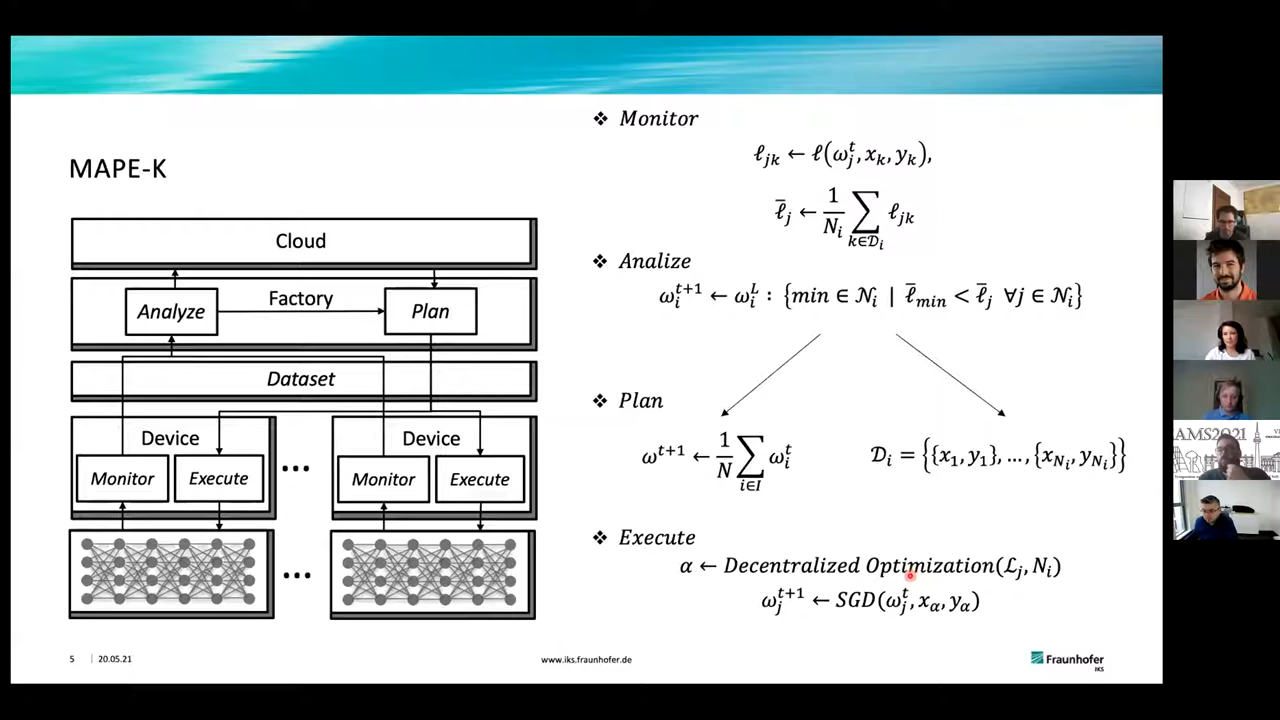 MAPE-K
Cloud
Factory
Analyze
Plan
Dataset
Device
Monitor
Execute
...
Device
Monitor
Execute
...
❖ Monitor
ℓ_jk ← ℓ(ω_j^t, x_k, y_k),
ℓ̄_j ← 1/N_i ∑_{k∈𝒟_i} ℓ_jk
❖ Analize
ω_i^{t+1} ← ω_i^L : {min ∈ 𝒩_i | ℓ̄_min < ℓ̄_j ∀j ∈ 𝒩_i}
❖ Plan
ω^{t+1} ← 1/N ∑_{i∈I} ω_i^t
𝒟_i = {{x_1, y_1}, …, {x_{N_i}, y_{N_i}}}
❖ Execute
α ← Decentralized Optimization(ℒ_j, N_i)
ω_j^{t+1} ← SGD(ω_j^t, x_α, y_α)
5 | 20.05.21
www.iks.fraunhofer.de
Fraunhofer
IKS
AMS2021